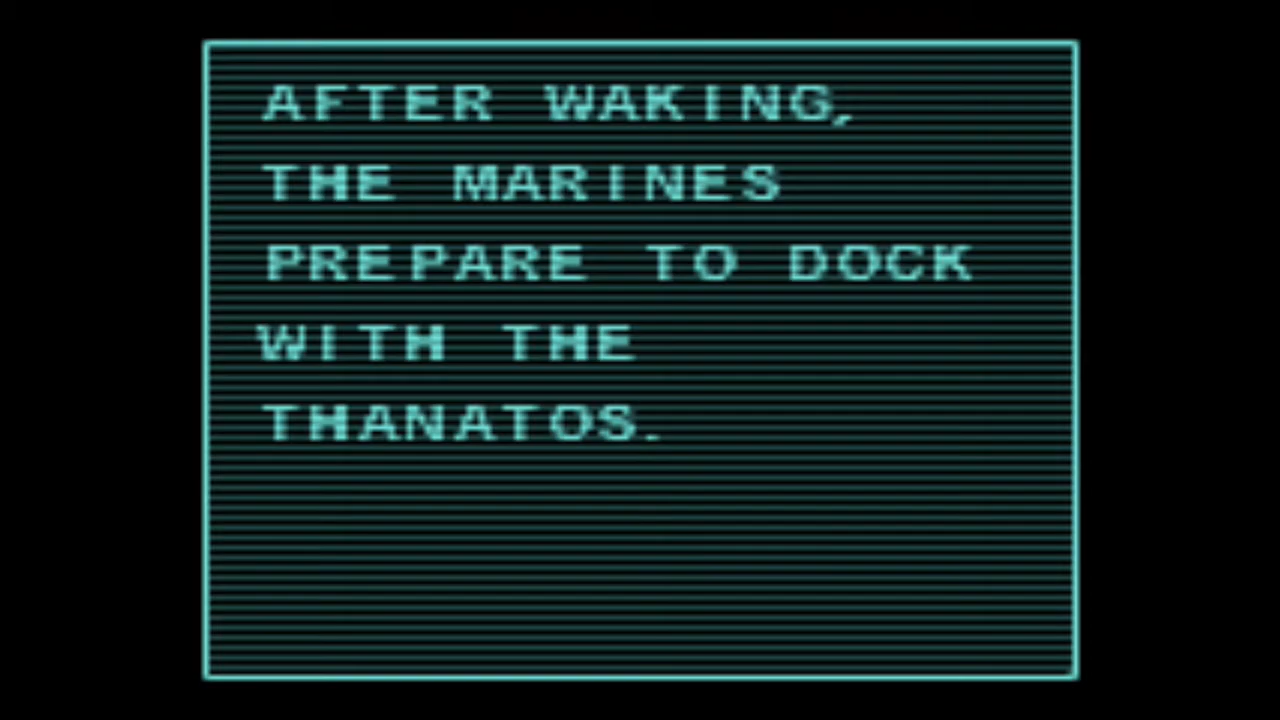 AFTER WAKING,
THE MARINES
PREPARE TO DOCK
WITH THE
THANATOS.